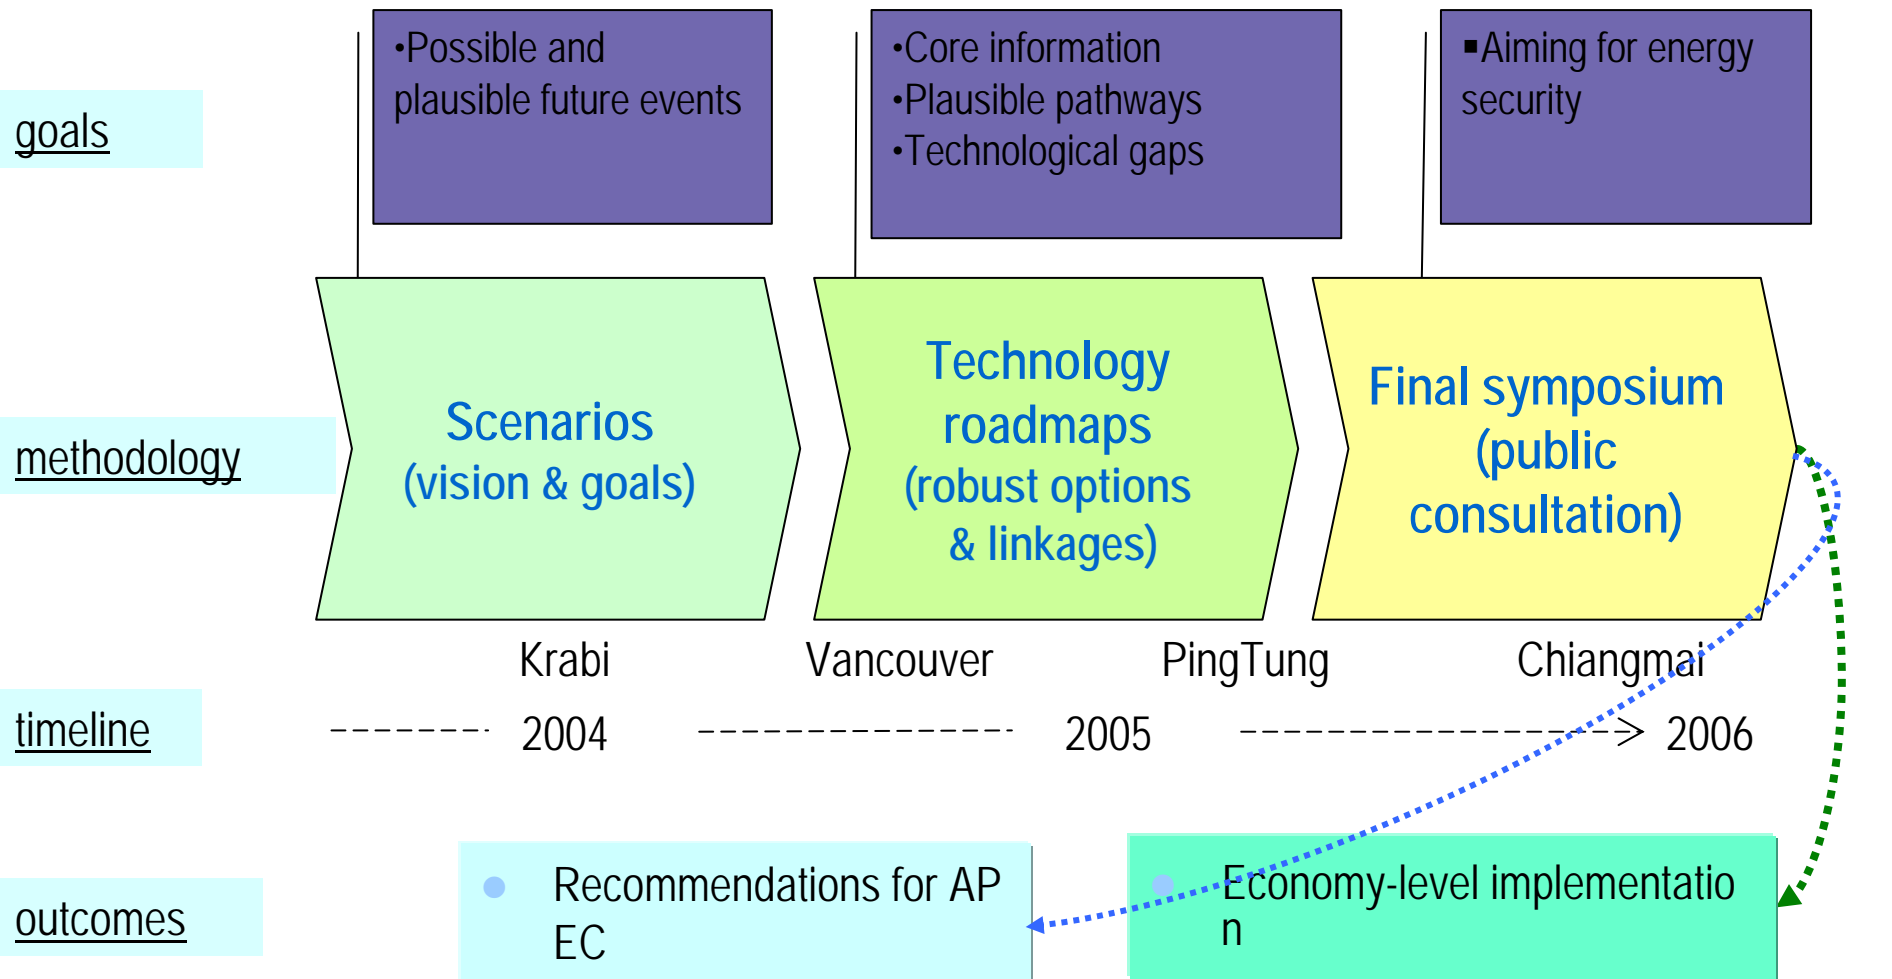 goals
•Possible and
plausible future events
•Core information
•Plausible pathways
•Technological gaps
▪Aiming for energy
security
methodology
Scenarios
(vision & goals)
Technology
roadmaps
(robust options
& linkages)
Final symposium
(public
consultation)
Krabi
Vancouver
PingTung
Chiangmai
timeline
2004
2005
2006
outcomes
• Recommendations for AP
EC
• Economy-level implementatio
n